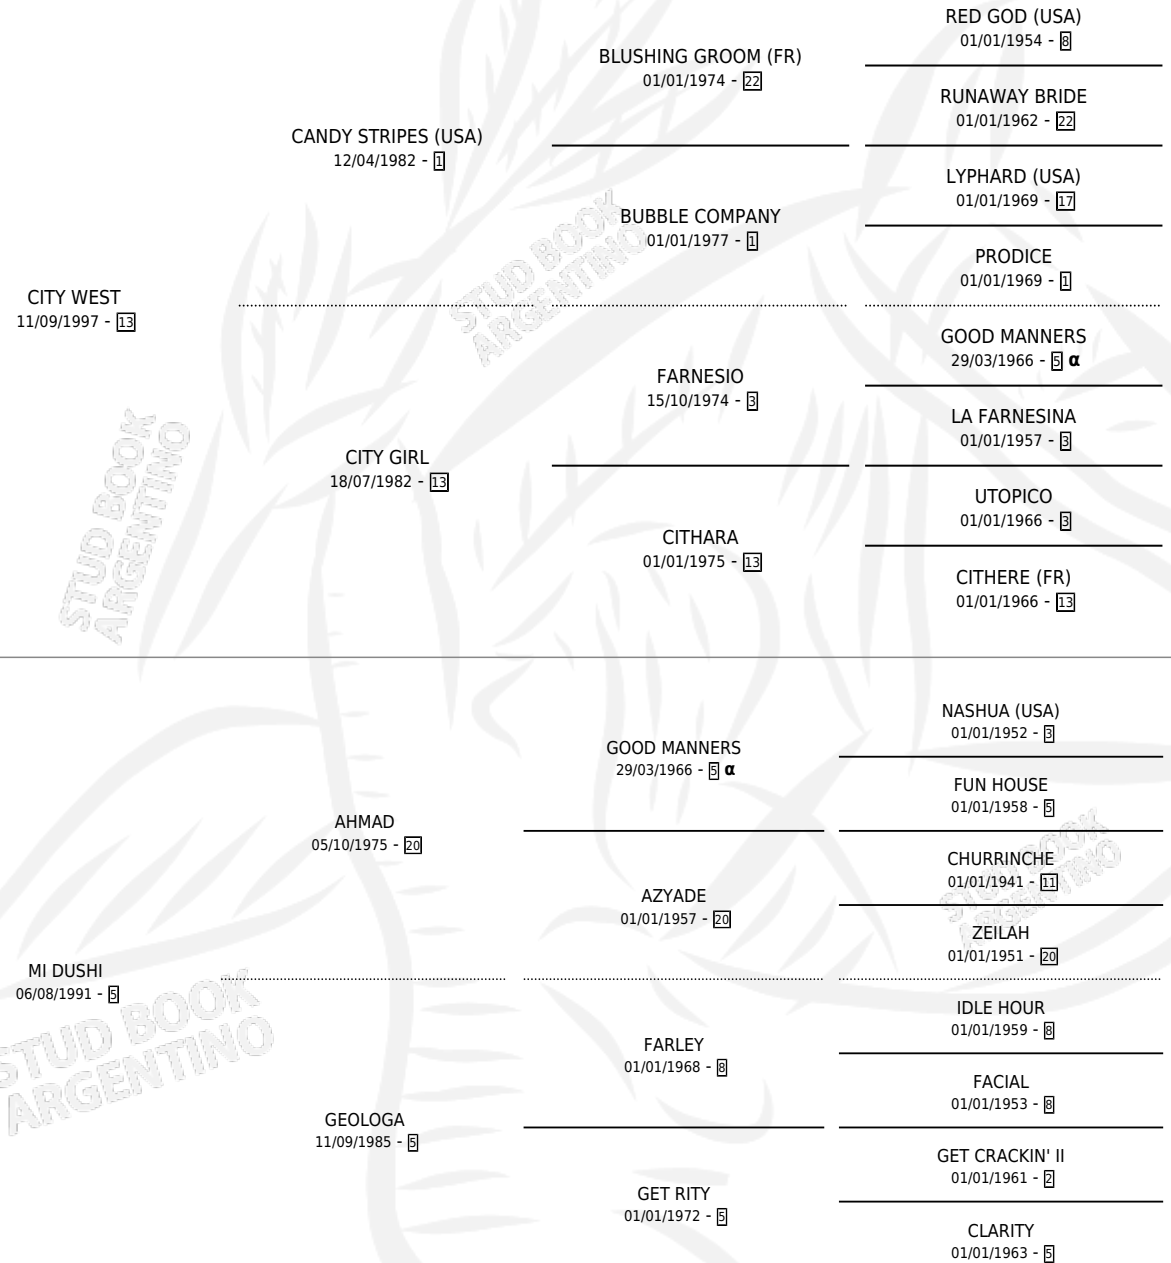 RED GOD (USA)
01/01/1954 - 8
BLUSHING GROOM (FR)
01/01/1974 - 22
RUNAWAY BRIDE
01/01/1962 - 22
CANDY STRIPES (USA)
12/04/1982 - 1
LYPHARD (USA)
01/01/1969 - 17
BUBBLE COMPANY
01/01/1977 - 1
PRODICE
01/01/1969 - 1
CITY WEST
11/09/1997 - 13
GOOD MANNERS
29/03/1966 - 5 α
FARNESIO
15/10/1974 - 3
LA FARNESINA
01/01/1957 - 3
CITY GIRL
18/07/1982 - 13
UTOPICO
01/01/1966 - 3
CITHARA
01/01/1975 - 13
CITHERE (FR)
01/01/1966 - 13
NASHUA (USA)
01/01/1952 - 3
GOOD MANNERS
29/03/1966 - 5 α
FUN HOUSE
01/01/1958 - 5
AHMAD
05/10/1975 - 20
CHURRINCHE
01/01/1941 - 11
AZYADE
01/01/1957 - 20
ZEILAH
01/01/1951 - 20
MI DUSHI
06/08/1991 - 5
IDLE HOUR
01/01/1959 - 8
FARLEY
01/01/1968 - 8
FACIAL
01/01/1953 - 8
GEOLOGA
11/09/1985 - 5
GET CRACKIN' II
01/01/1961 - 2
GET RITY
01/01/1972 - 5
CLARITY
01/01/1963 - 5
STUD BOOK
ARGENTINO
STUD BOOK
ARGENTINO
STUD BOOK
ARGENTINO
STUD BOOK
ARGENTINO